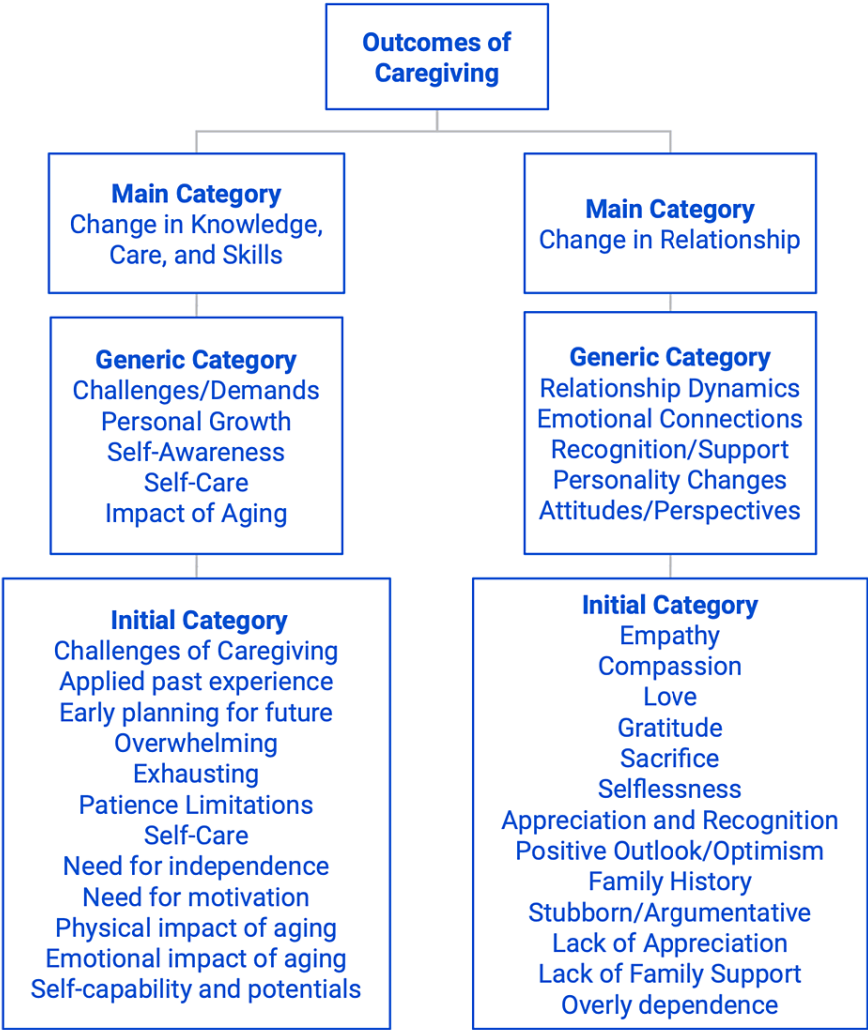 Outcomes of
Caregiving
Main Category
Change in Knowledge,
Care, and Skills
Main Category
Change in Relationship
Generic Category
Challenges/Demands
Personal Growth
Self-Awareness
Self-Care
Impact of Aging
Generic Category
Relationship Dynamics
Emotional Connections
Recognition/Support
Personality Changes
Attitudes/Perspectives
Initial Category
Challenges of Caregiving
Applied past experience
Early planning for future
Overwhelming
Exhausting
Patience Limitations
Self-Care
Need for independence
Need for motivation
Physical impact of aging
Emotional impact of aging
Self-capability and potentials
Initial Category
Empathy
Compassion
Love
Gratitude
Sacrifice
Selflessness
Appreciation and Recognition
Positive Outlook/Optimism
Family History
Stubborn/Argumentative
Lack of Appreciation
Lack of Family Support
Overly dependence